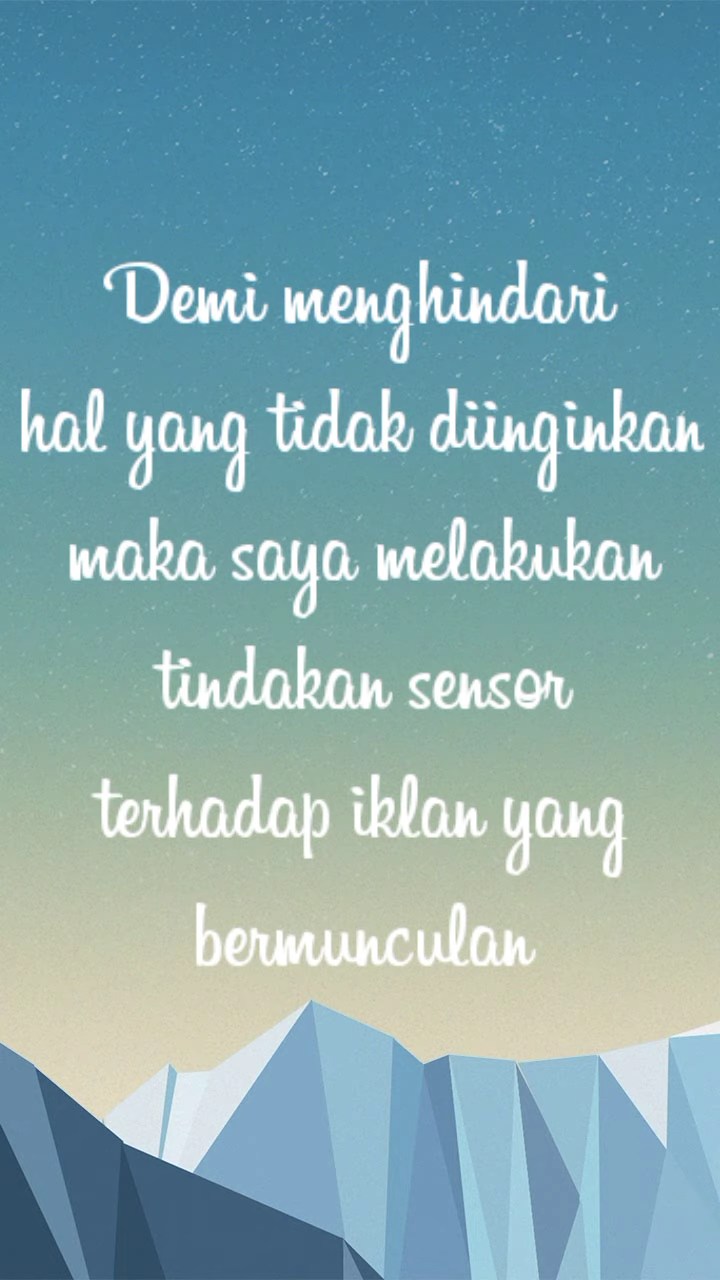 Demi menghindari
hal yang tidak diinginkan
maka saya melakukan
tindakan sensor
terhadap iklan yang
bermunculan